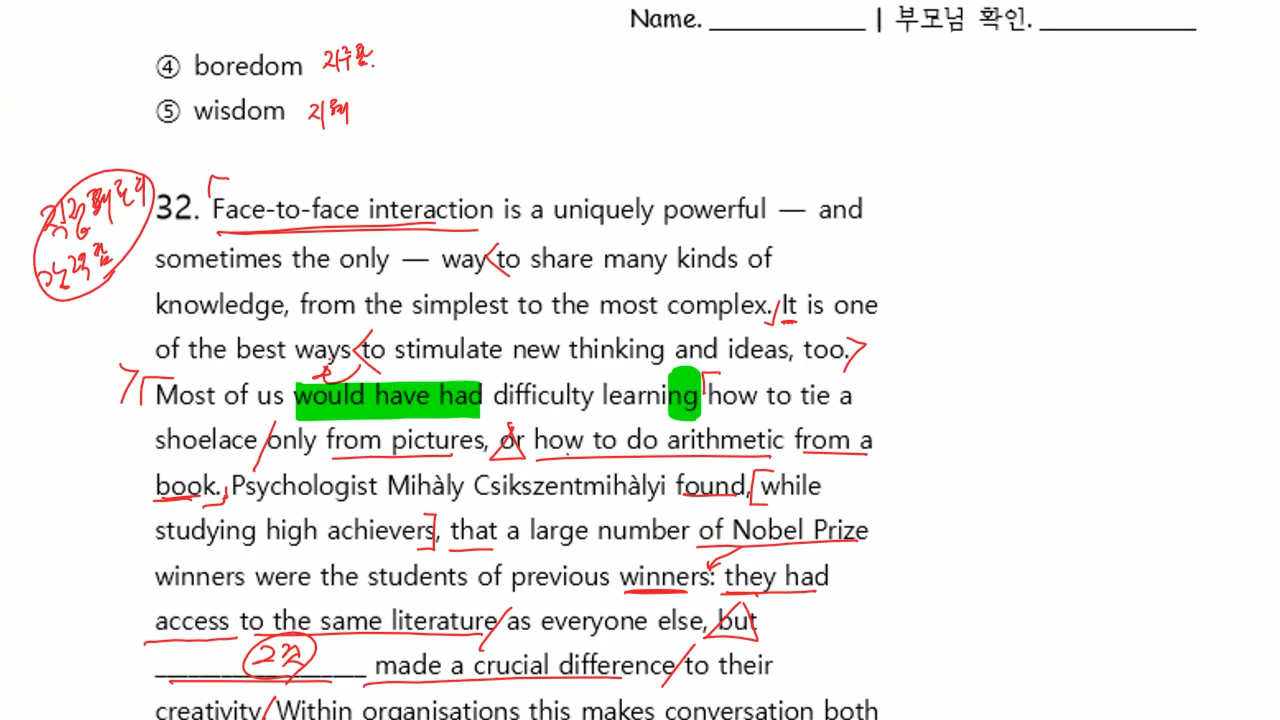 Name. ___________ | 부모님 확인. ___________
④ boredom 지루함.
⑤ wisdom 지혜
32. Face-to-face interaction is a uniquely powerful — and
sometimes the only — way to share many kinds of
knowledge, from the simplest to the most complex. It is one
of the best ways to stimulate new thinking and ideas, too.
Most of us would have had difficulty learning how to tie a
shoelace only from pictures, or how to do arithmetic from a
book. Psychologist Mihàly Csikszentmihàlyi found, while
studying high achievers, that a large number of Nobel Prize
winners were the students of previous winners: they had
access to the same literature as everyone else, but
_______________ made a crucial difference to their
creativity. Within organisations this makes conversation both